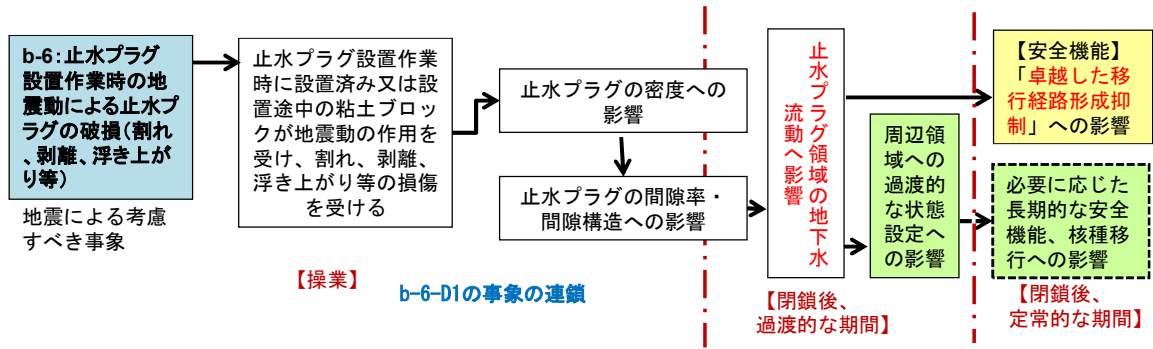 b-6：止水プラグ
設置作業時の地
震動による止水プ
ラグの破損（割れ
、剥離、浮き上が
り等）
地震による考慮
すべき事象
止水プラグ設置作業
時に設置済み又は設
置途中の粘土ブロッ
クが地震動の作用を
受け、割れ、剥離、
浮き上がり等の損傷
を受ける
【操業】
止水プラグの密度への
影響
止水プラグの間隙率・
間隙構造への影響
b-6-D1の事象の連鎖
止水プラグ領域の地下水
流動へ影響
周辺領
域への
過渡的
な状態
設定へ
の影響
【閉鎖後、
過渡的な期間】
【安全機能】
「卓越した移
行経路形成抑
制」への影響
必要に応じた
長期的な安全
機能、核種移
行への影響
【閉鎖後、
定常的な期間】